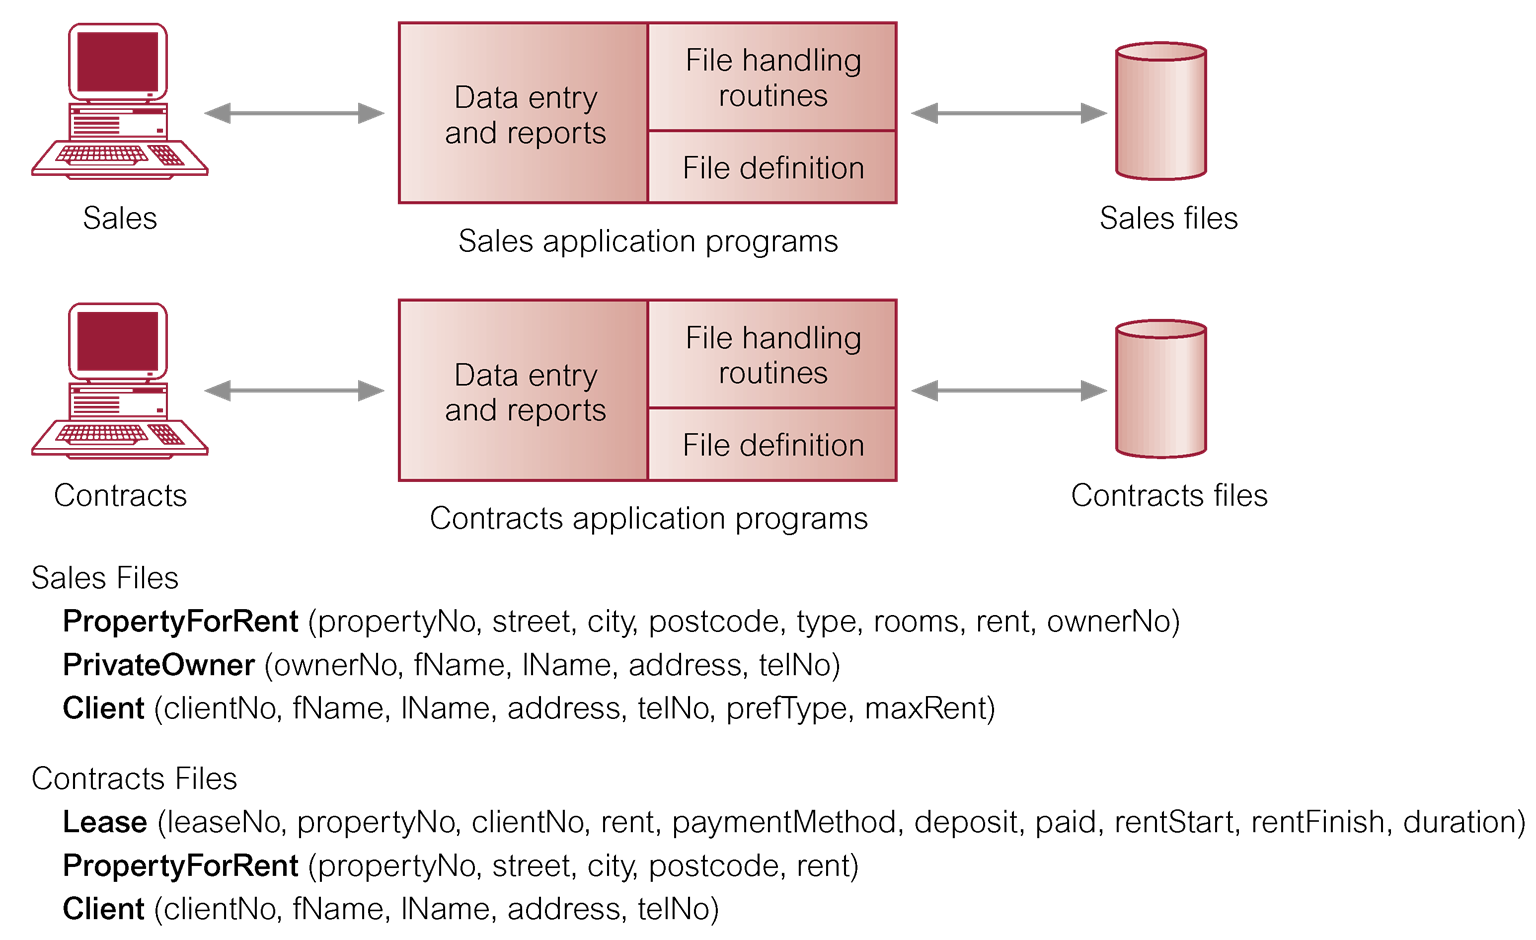 Data entry
and reports
File handling
routines
File definition
Sales
Sales application programs
Sales files
Data entry
and reports
File handling
routines
File definition
Contracts
Contracts application programs
Contracts files
Sales Files
PropertyForRent (propertyNo, street, city, postcode, type, rooms, rent, ownerNo)
PrivateOwner (ownerNo, fName, lName, address, telNo)
Client (clientNo, fName, lName, address, telNo, prefType, maxRent)
Contracts Files
Lease (leaseNo, propertyNo, clientNo, rent, paymentMethod, deposit, paid, rentStart, rentFinish, duration)
PropertyForRent (propertyNo, street, city, postcode, rent)
Client (clientNo, fName, lName, address, telNo)